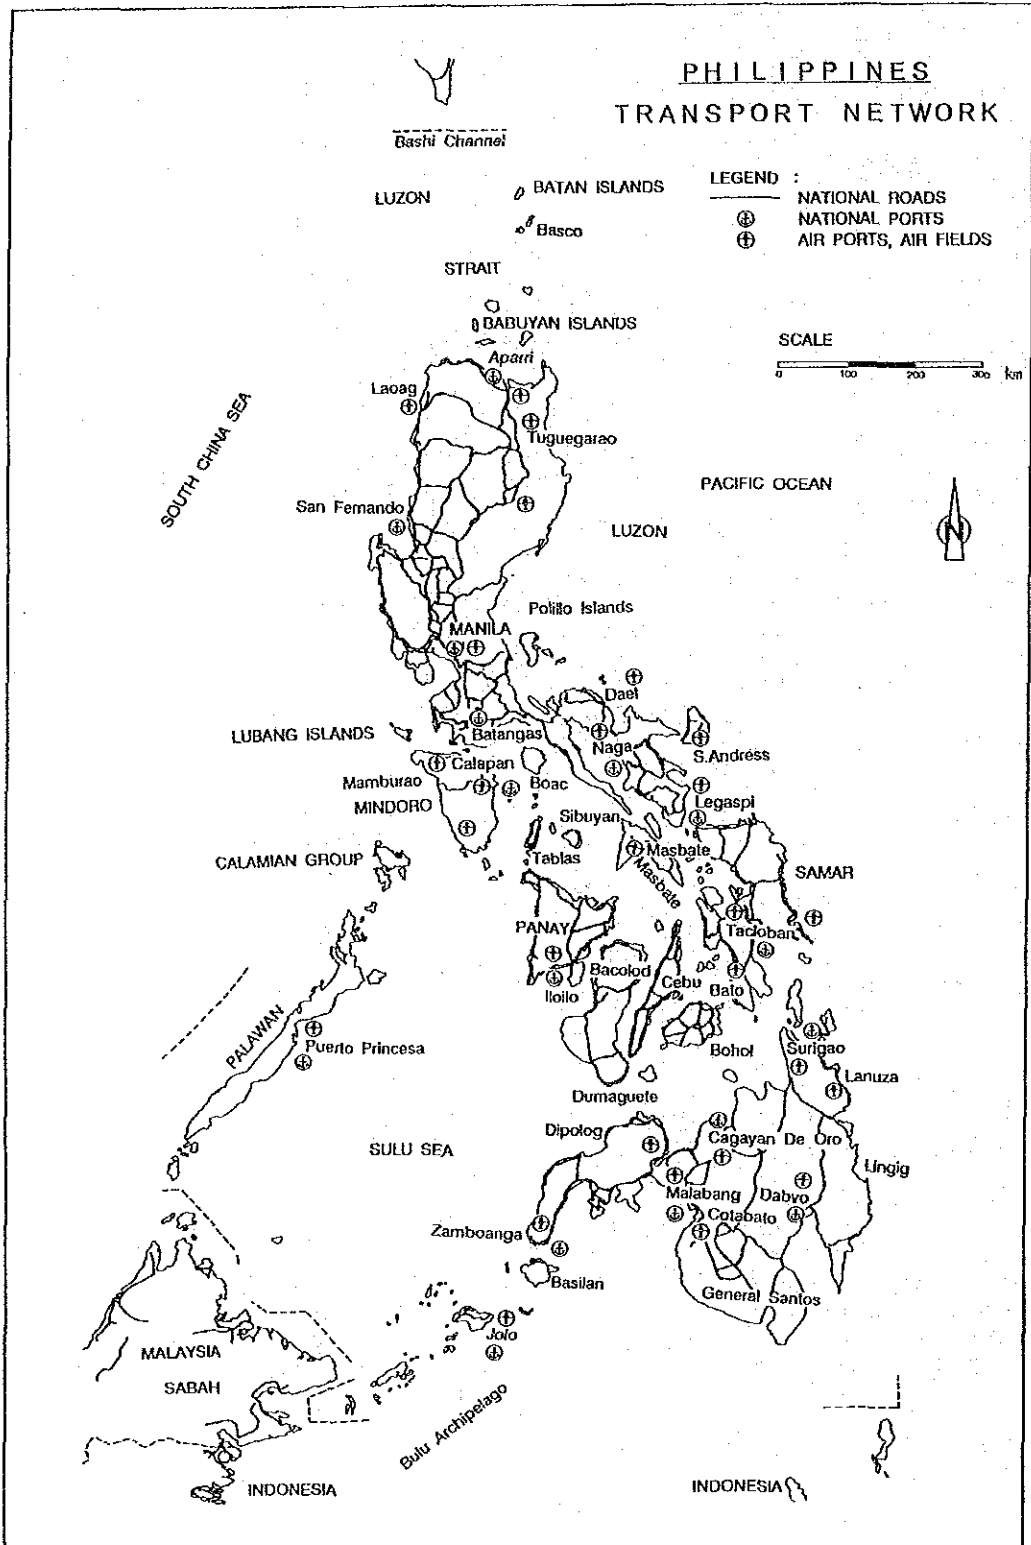 PHILIPPINES
TRANSPORT NETWORK
Bashi Channel
LEGEND :
NATIONAL ROADS
NATIONAL PORTS
AIR PORTS, AIR FIELDS
LUZON
BATAN ISLANDS
Basco
STRAIT
BABUYAN ISLANDS
SCALE
0 100 200 300 km
Aparri
Laoag
Tuguegarao
SOUTH CHINA SEA
PACIFIC OCEAN
San Fernando
LUZON
N
Polillo Islands
MANILA
Daet
LUBANG ISLANDS
Batangas
Naga
S.Andress
Calapan
Mamburao
Boac
MINDORO
Legaspi
Sibuyan
CALAMIAN GROUP
Tablas
Masbate
Masbate
SAMAR
PANAY
Tacloban
Bacolod
Cebu
Bato
Iloilo
PALAWAN
Puerto Princesa
Bohol
Surigao
Lanuza
Dumaguete
Dipolog
Cagayan De Oro
SULU SEA
Lingig
Malabang
Dabvo
Zamboanga
Cotabato
Basilan
General Santos
Jolo
MALAYSIA
SABAH
Bulu Archipelago
INDONESIA
INDONESIA